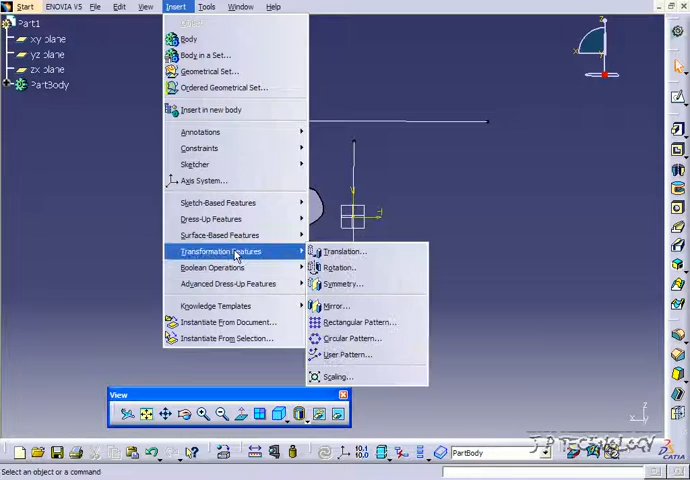 Start ENOVIA V5 File Edit View Insert Tools Window Help
Part1
xy plane
yz plane
zx plane
PartBody
Object
Body
Body in a Set...
Geometrical Set...
Ordered Geometrical Set...
Insert in new body
Annotations
Constraints
Sketcher
Axis System...
Sketch-Based Features
Dress-Up Features
Surface-Based Features
Transformation Features
Boolean Operations
Advanced Dress-Up Features
Knowledge Templates
Instantiate From Document...
Instantiate From Selection...
Translation...
Rotation..
Symmetry...
Mirror...
Rectangular Pattern...
Circular Pattern...
User Pattern...
Scaling...
View
z
x
y
PartBody
J.P TECHNOLOGY
CATIA
Select an object or a command